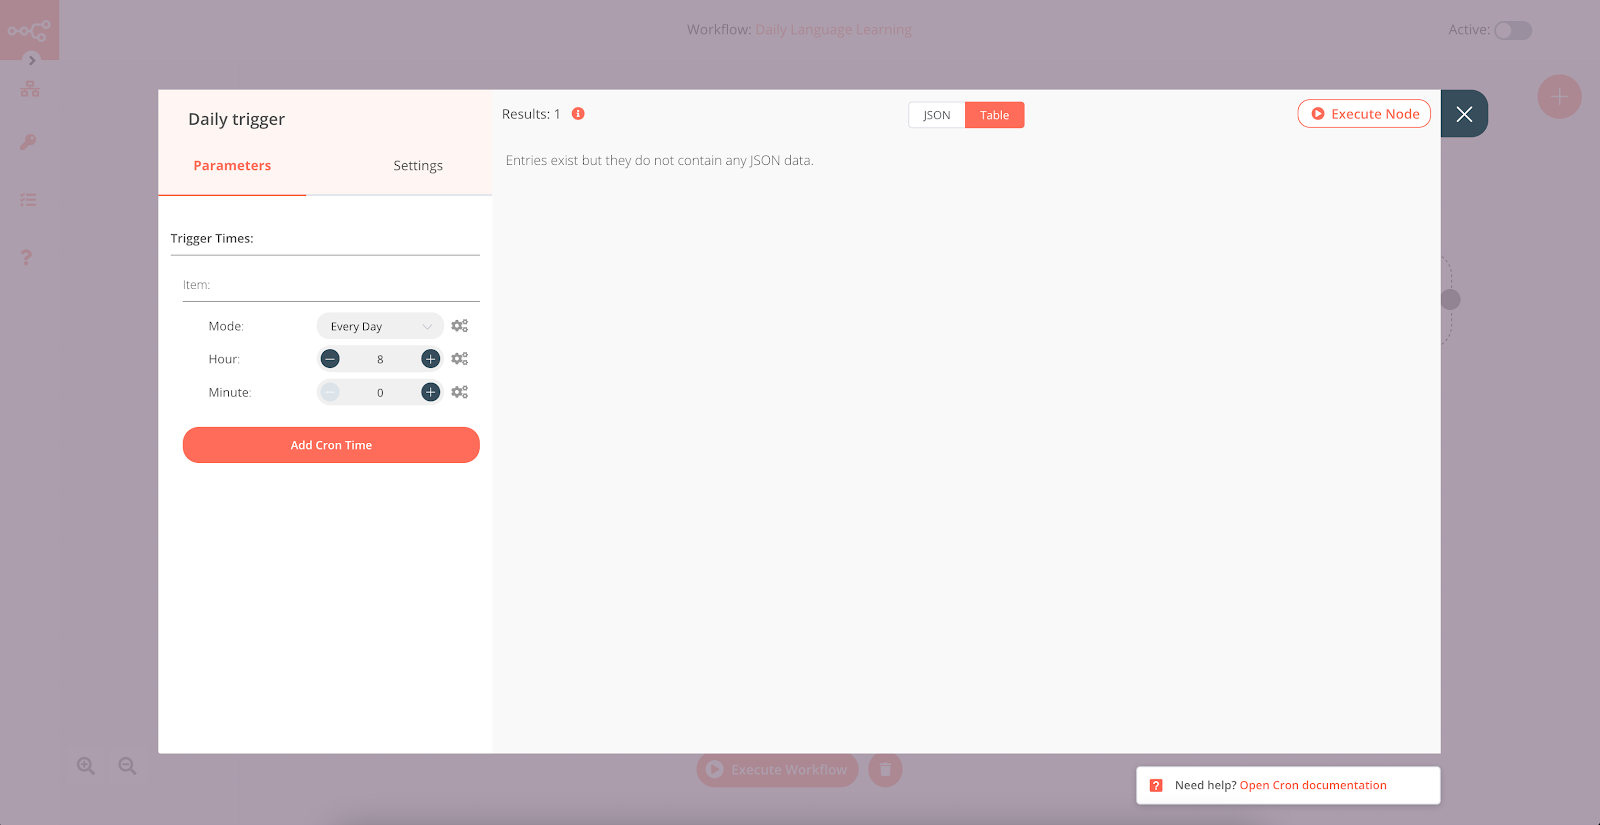 Workflow: Daily Language Learning
Active:
Daily trigger
Parameters
Settings
Results: 1
JSON
Table
Execute Node
Entries exist but they do not contain any JSON data.
Trigger Times:
Item:
Mode:
Every Day
Hour:
8
Minute:
0
Add Cron Time
Execute Workflow
Need help? Open Cron documentation